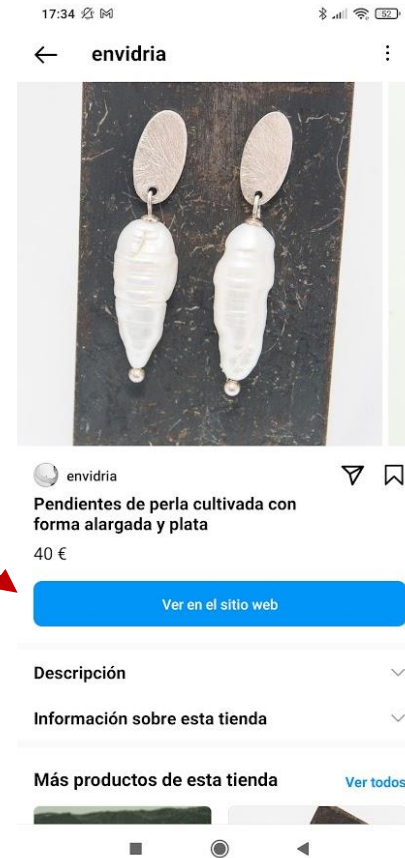 17:34
52
envidria
envidria
Pendientes de perla cultivada con
forma alargada y plata
40 €
Ver en el sitio web
Descripción
Información sobre esta tienda
Más productos de esta tienda
Ver todos